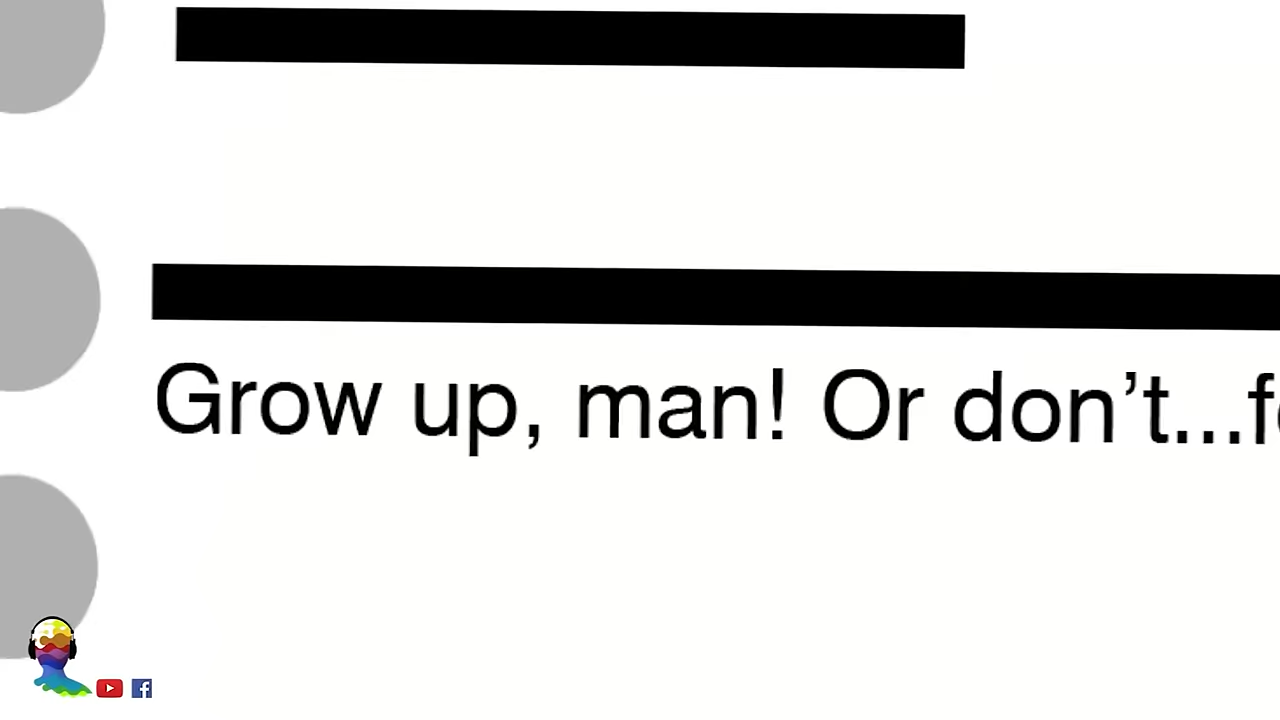 Grow up, man! Or don’t...f